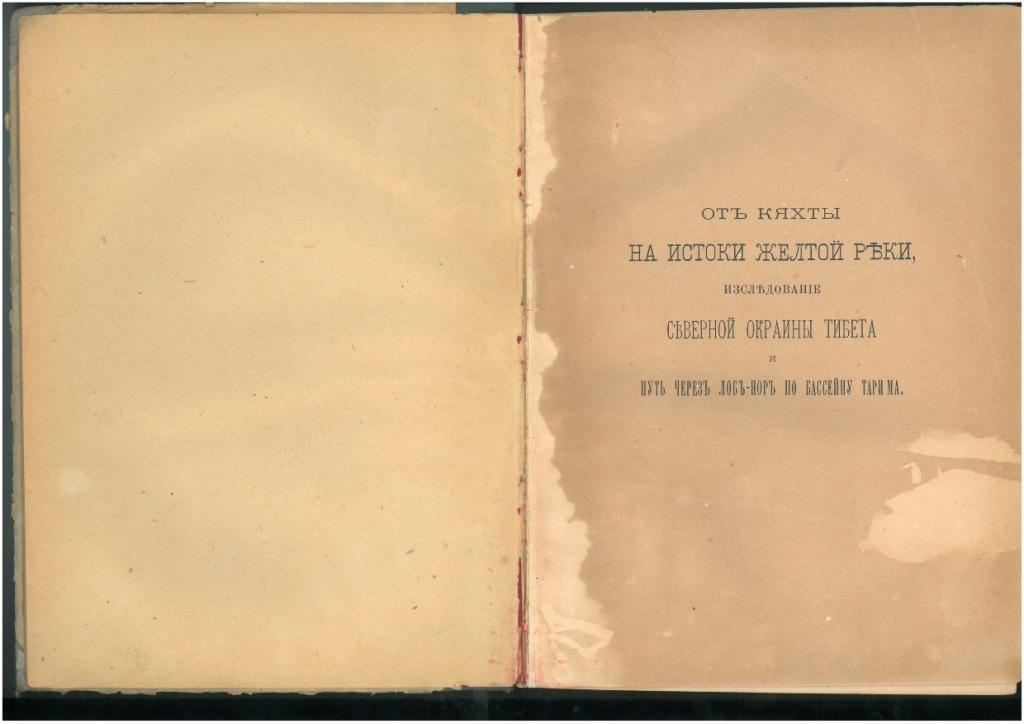 ОТЪ КЯХТЫ
НА ИСТОКИ ЖЕЛТОЙ РѢКИ,
ИЗСЛѢДОВАНІЕ
СѢВЕРНОЙ ОКРАИНЫ ТИБЕТА
И
ПУТЬ ЧЕРЕЗЪ ЛОБЪ-НОРЪ ПО БАССЕЙНУ ТАРИМА.